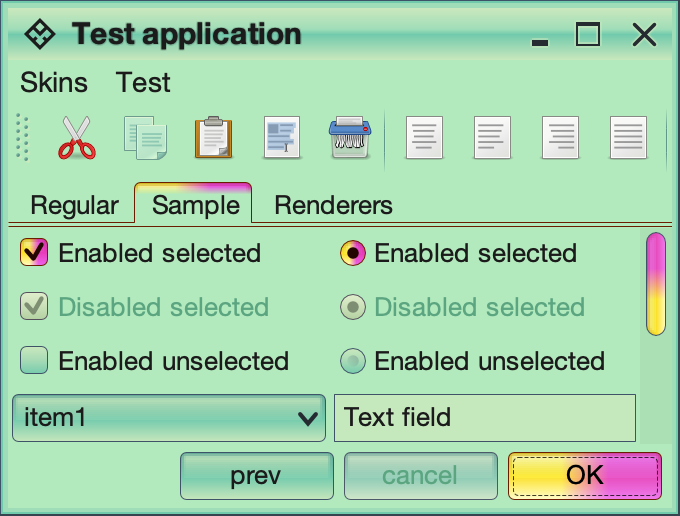 Test application
Skins Test
Regular Sample Renderers
Enabled selected Enabled selected
Disabled selected Disabled selected
Enabled unselected Enabled unselected
item1 Text field
prev cancel OK